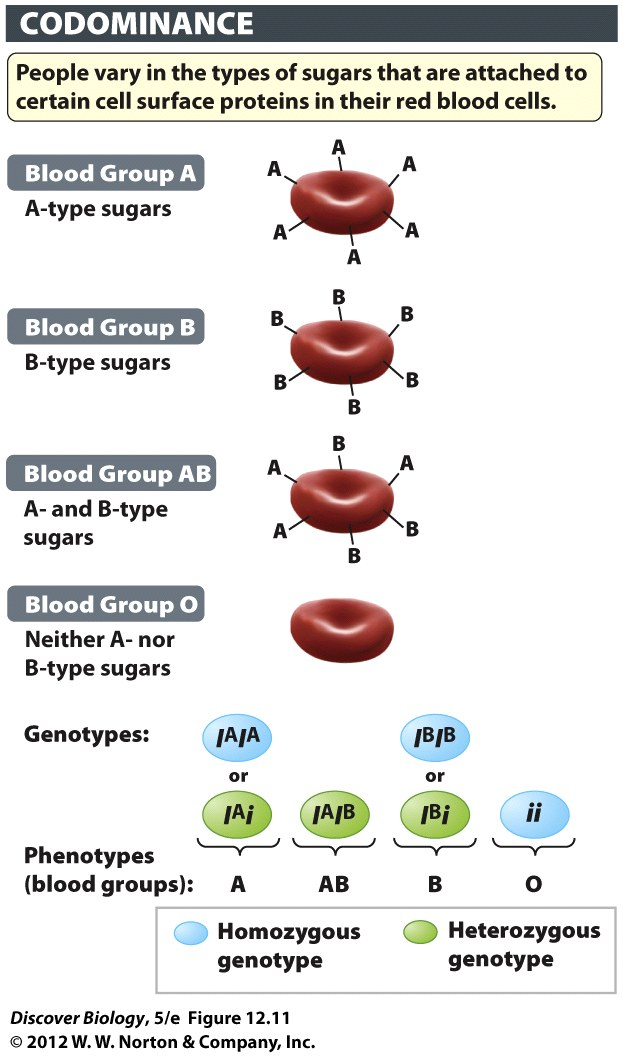 CODOMINANCE
People vary in the types of sugars that are attached to
certain cell surface proteins in their red blood cells.
Blood Group A
A-type sugars
A
A
A
A
A
A
Blood Group B
B-type sugars
B
B
B
B
B
B
Blood Group AB
A- and B-type
sugars
B
A
A
A
B
B
Blood Group O
Neither A- nor
B-type sugars
Genotypes:
IAIA
IBIB
or
or
IAi
IAIB
IBi
ii
Phenotypes
(blood groups):
A
AB
B
O
Homozygous
genotype
Heterozygous
genotype
Discover Biology, 5/e Figure 12.11
© 2012 W. W. Norton & Company, Inc.